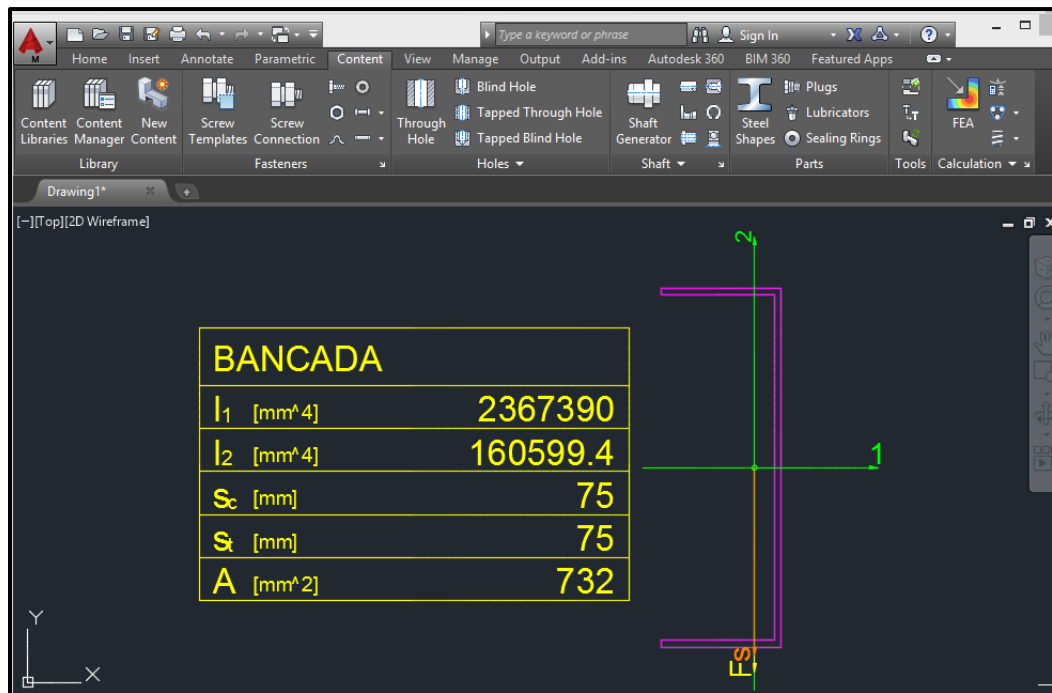 Type a keyword or phrase
Sign In
M
Home Insert Annotate Parametric Content View Manage Output Add-ins Autodesk 360 BIM 360 Featured Apps
Content Libraries
Content Manager
New Content
Library
Screw Templates
Screw Connection
Fasteners
Through Hole
Blind Hole
Tapped Through Hole
Tapped Blind Hole
Holes
Shaft Generator
Shaft
Steel Shapes
Plugs
Lubricators
Sealing Rings
Parts
Tools
FEA
Calculation
Drawing1*
[−][Top][2D Wireframe]
BANCADA
I1 [mm^4] 2367390
I2 [mm^4] 160599.4
sc [mm] 75
st [mm] 75
A [mm^2] 732
2
1
Fs
Y
X